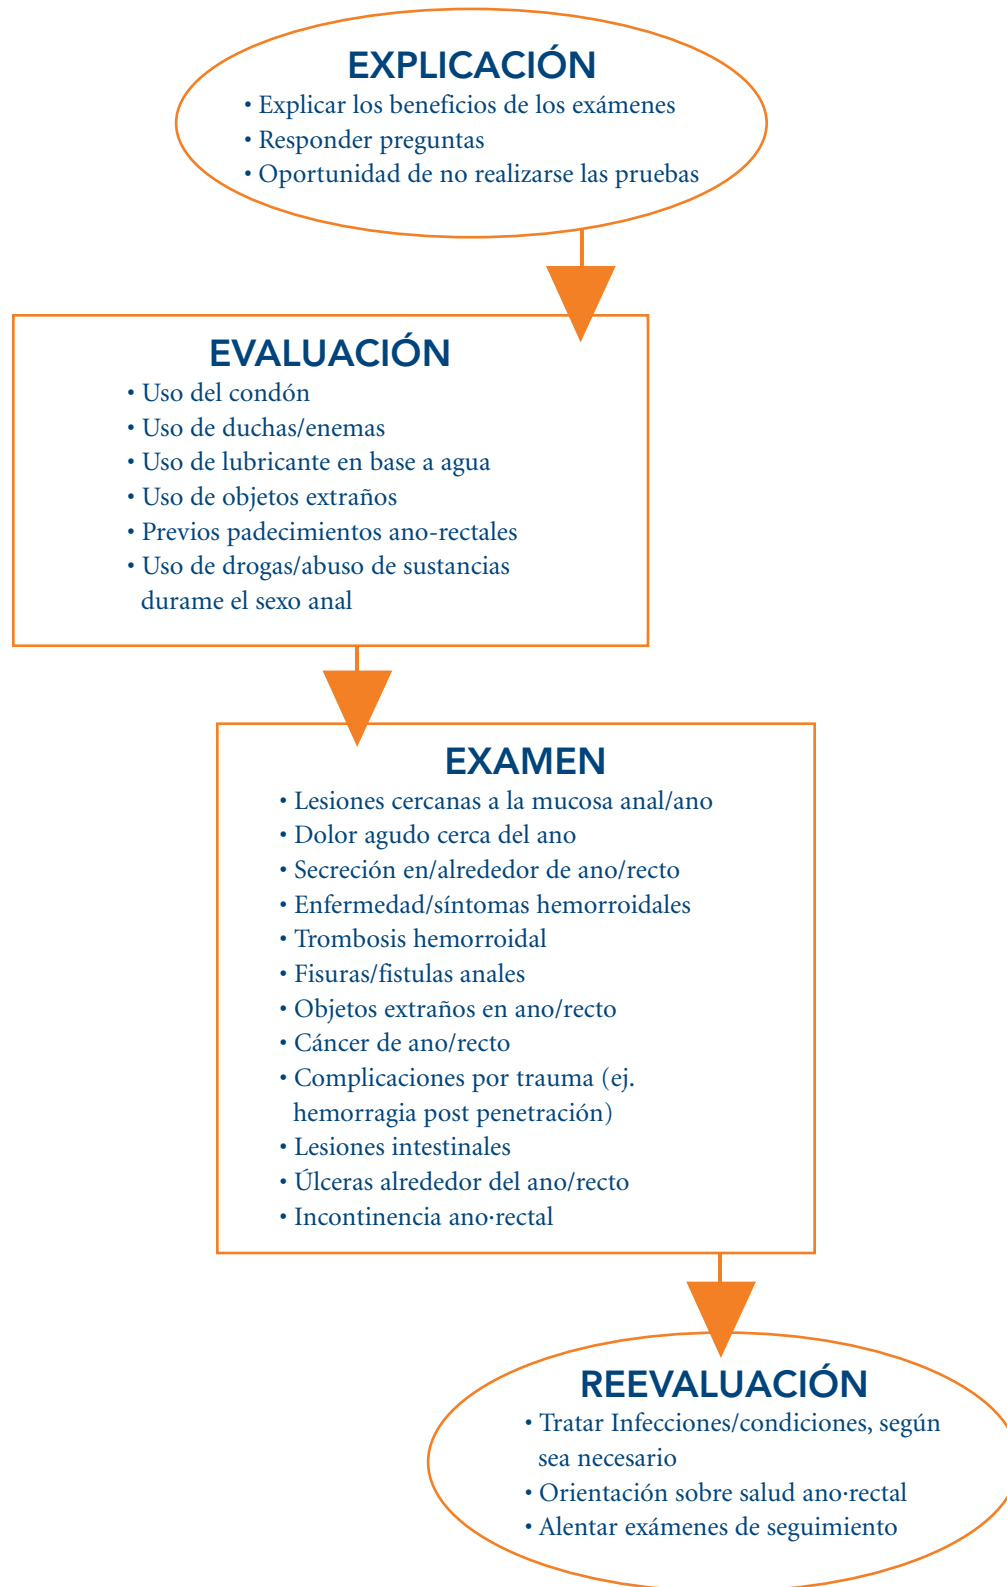 EXPLICACIÓN
• Explicar los beneficios de los exámenes
• Responder preguntas
• Oportunidad de no realizarse las pruebas
EVALUACIÓN
• Uso del condón
• Uso de duchas/enemas
• Uso de lubricante en base a agua
• Uso de objetos extraños
• Previos padecimientos ano-rectales
• Uso de drogas/abuso de sustancias
durame el sexo anal
EXAMEN
• Lesiones cercanas a la mucosa anal/ano
• Dolor agudo cerca del ano
• Secreción en/alrededor de ano/recto
• Enfermedad/síntomas hemorroidales
• Trombosis hemorroidal
• Fisuras/fistulas anales
• Objetos extraños en ano/recto
• Cáncer de ano/recto
• Complicaciones por trauma (ej.
hemorragia post penetración)
• Lesiones intestinales
• Úlceras alrededor del ano/recto
• Incontinencia ano·rectal
REEVALUACIÓN
• Tratar Infecciones/condiciones, según
sea necesario
• Orientación sobre salud ano·rectal
• Alentar exámenes de seguimiento